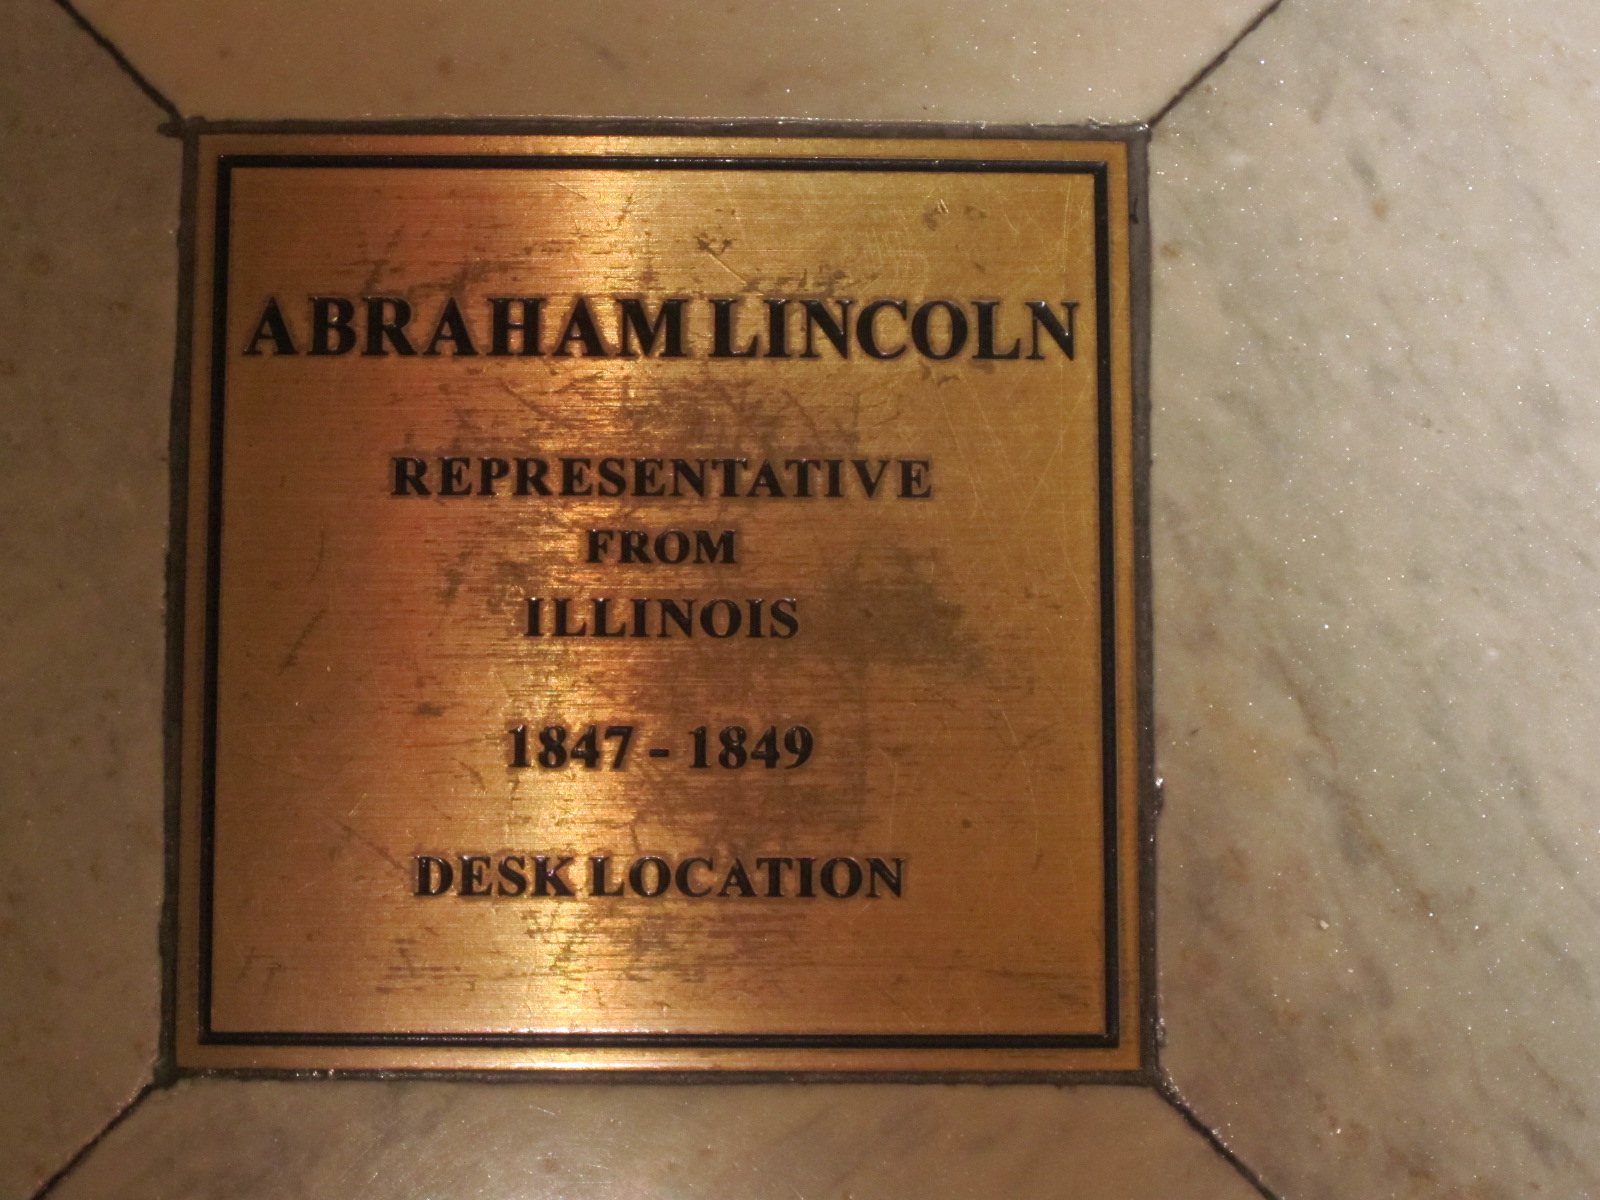 ABRAHAM LINCOLN
REPRESENTATIVE
FROM
ILLINOIS
1847 - 1849
DESK LOCATION